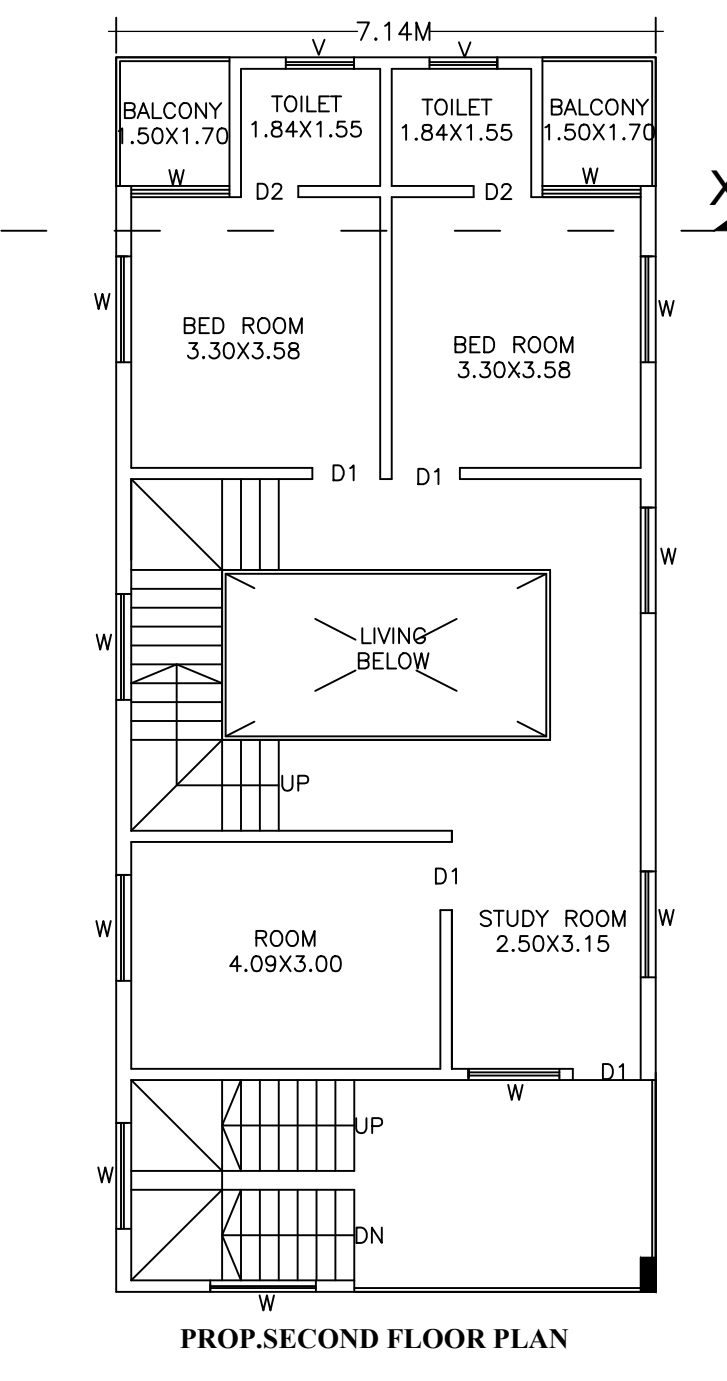 7.14M
V
V
BALCONY
1.50X1.70
TOILET
1.84X1.55
TOILET
1.84X1.55
BALCONY
1.50X1.70
W
D2
D2
W
X
W
BED ROOM
3.30X3.58
BED ROOM
3.30X3.58
W
D1
D1
W
W
LIVING
BELOW
UP
D1
W
ROOM
4.09X3.00
STUDY ROOM
2.50X3.15
W
D1
W
UP
W
DN
W
PROP.SECOND FLOOR PLAN